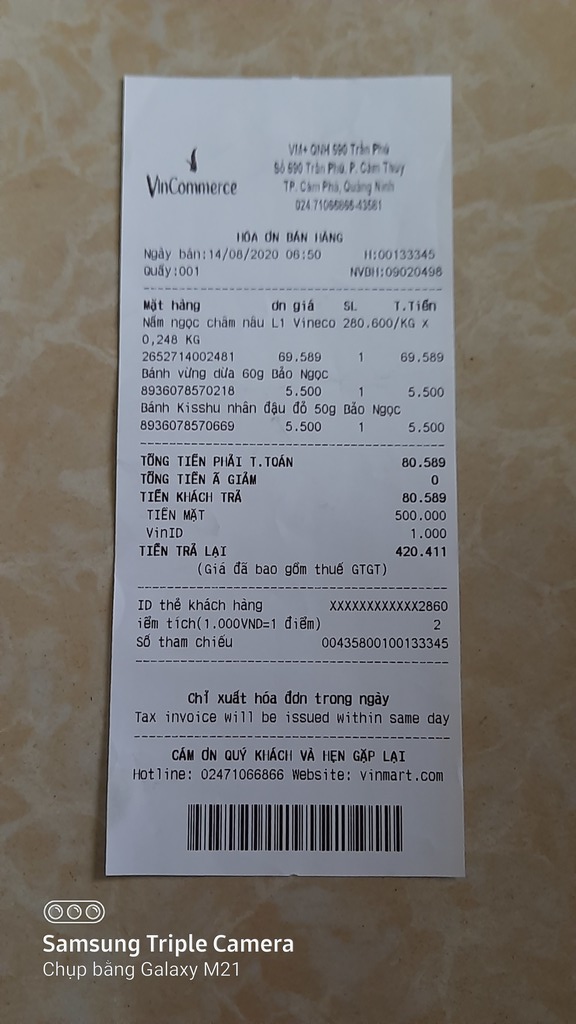 VinCommerce
VM+ QNH 590 Trần Phú
Số 590 Trần Phú, P. Cẩm Thủy
TP. Cẩm Phả, Quảng Ninh
024.71066866-43581
HÓA ƠN BÁN HÀNG
Ngày bán:14/08/2020 06:50 H:00133345
Quầy:001 NVBH:09020498
Mặt hàng ơn giá SL T.Tiền
Nấm ngọc châm nâu L1 Vineco 280.600/KG X
0,248 KG
2652714002481 69.589 1 69.589
Bánh vừng dừa 60g Bảo Ngọc
8936078570218 5.500 1 5.500
Bánh Kisshu nhân đậu đỏ 50g Bảo Ngọc
8936078570669 5.500 1 5.500
TỔNG TIỀN PHẢI T.TOÁN 80.589
TỔNG TIỀN Ã GIẢM 0
TIỀN KHÁCH TRẢ 80.589
TIỀN MẶT 500.000
VinID 1.000
TIỀN TRẢ LẠI 420.411
(Giá đã bao gồm thuế GTGT)
ID thẻ khách hàng XXXXXXXXXXXX2860
iểm tích(1.000VND=1 điểm) 2
Số tham chiếu 00435800100133345
Chỉ xuất hóa đơn trong ngày
Tax invoice will be issued within same day
CẢM ƠN QUÝ KHÁCH VÀ HẸN GẶP LẠI
Hotline: 02471066866 Website: vinmart.com
Samsung Triple Camera
Chụp bằng Galaxy M21